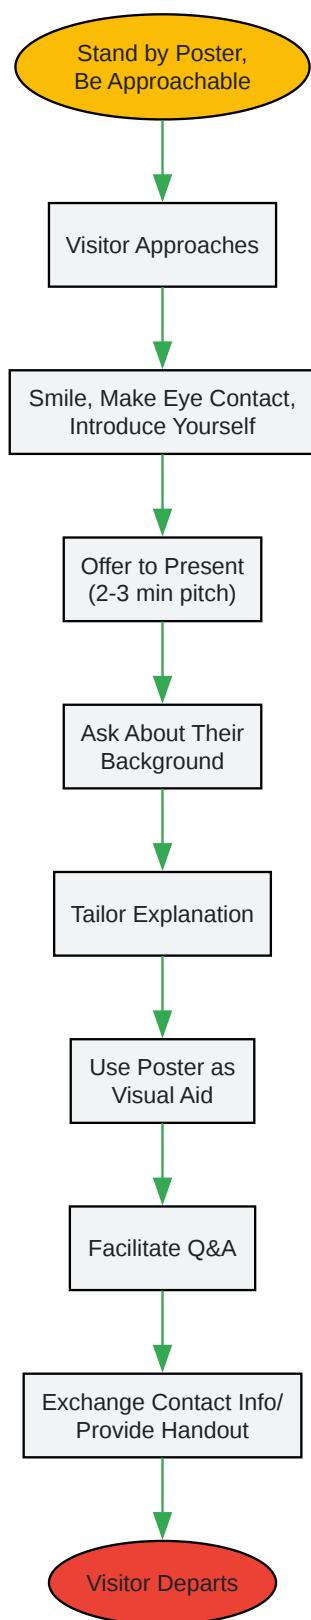 Stand by Poster,
Be Approachable
Visitor Approaches
Smile, Make Eye Contact,
Introduce Yourself
Offer to Present
(2-3 min pitch)
Ask About Their
Background
Tailor Explanation
Use Poster as
Visual Aid
Facilitate Q&A
Exchange Contact Info/
Provide Handout
Visitor Departs